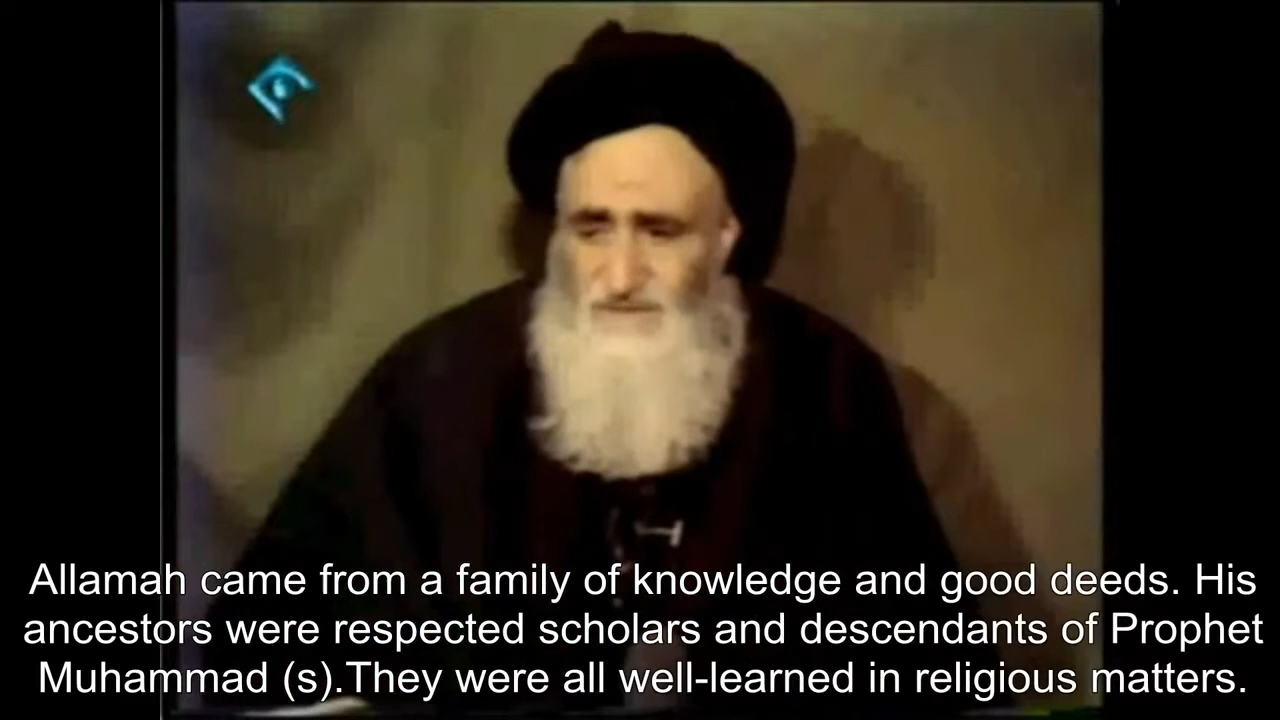 Allamah came from a family of knowledge and good deeds. His
ancestors were respected scholars and descendants of Prophet
Muhammad (s).They were all well-learned in religious matters.